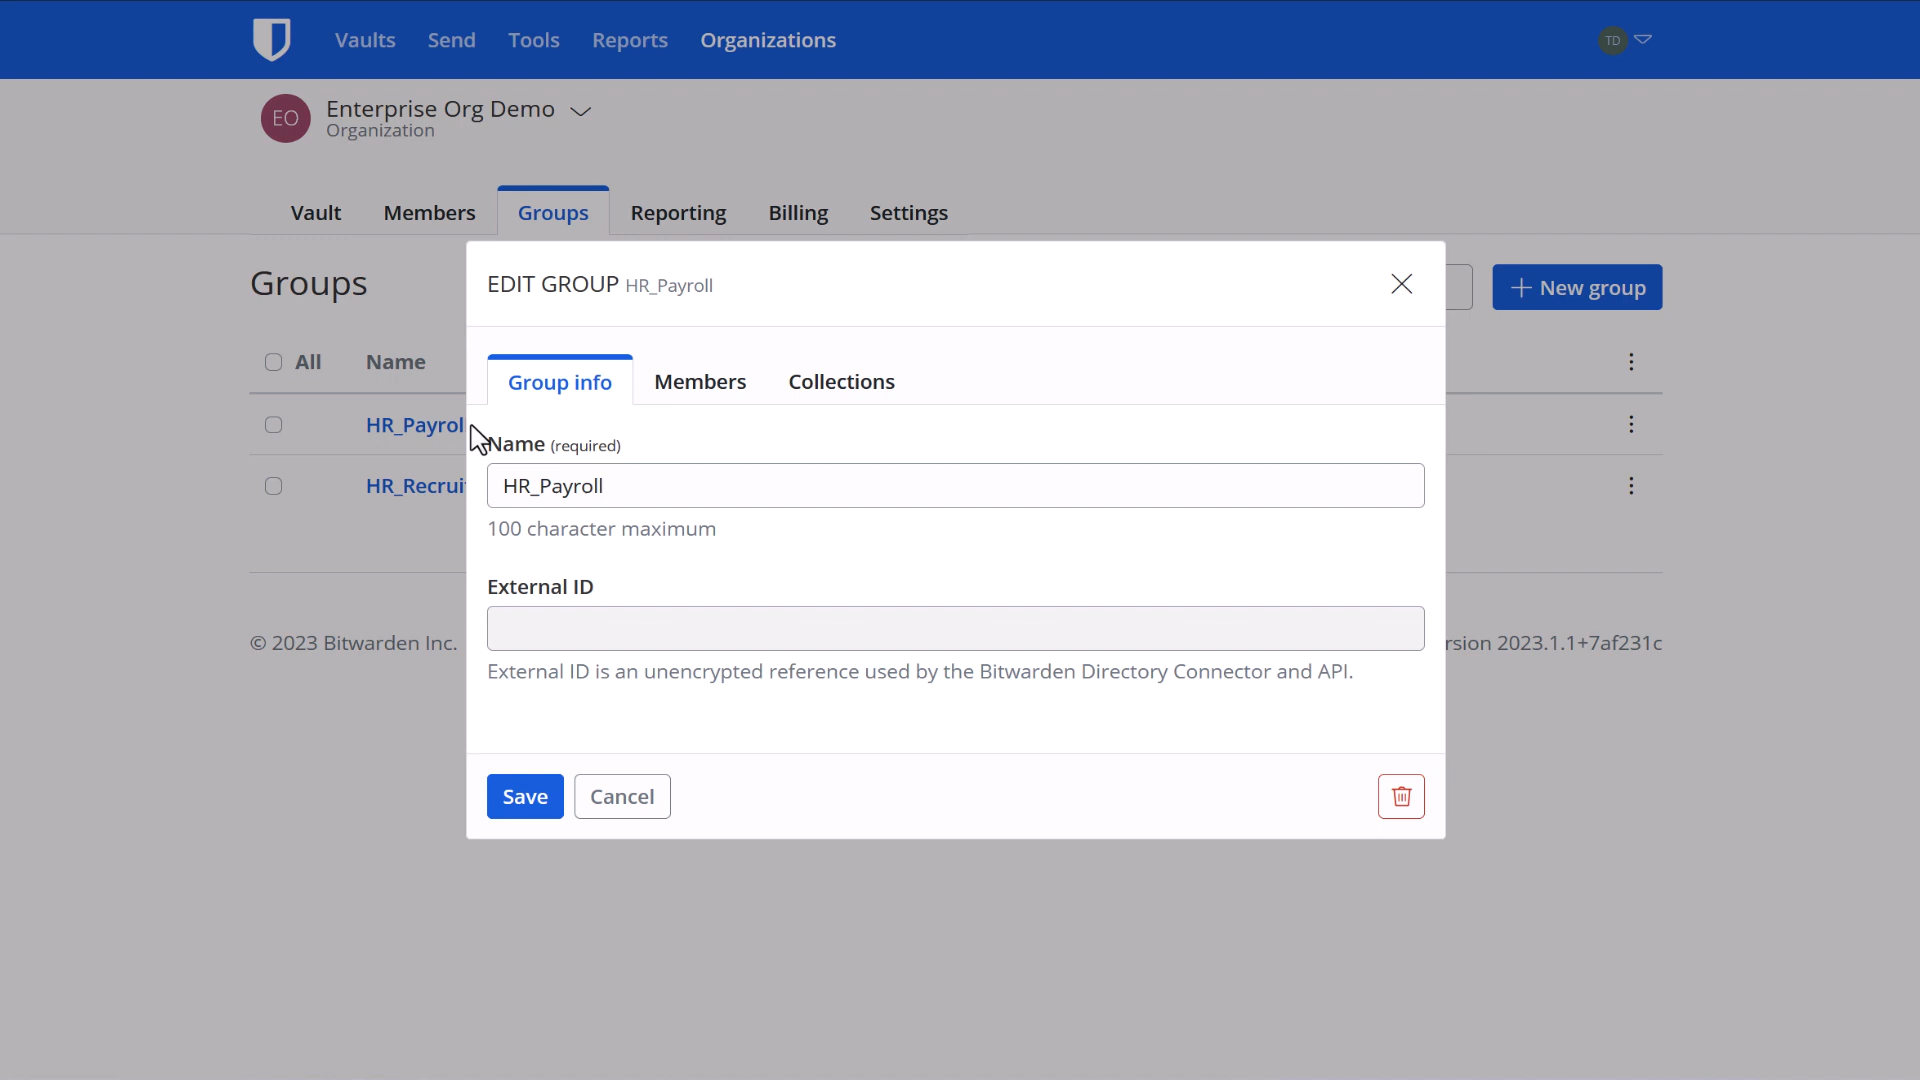 Vaults Send Tools Reports Organizations TD
EO Enterprise Org Demo
Organization
Vault Members Groups Reporting Billing Settings
Groups
EDIT GROUP HR_Payroll
New group
All Name
Group info Members Collections
HR_Payrol
Name (required)
HR_Payroll
HR_Recrui
100 character maximum
External ID
© 2023 Bitwarden Inc.
rsion 2023.1.1+7af231c
External ID is an unencrypted reference used by the Bitwarden Directory Connector and API.
Save Cancel